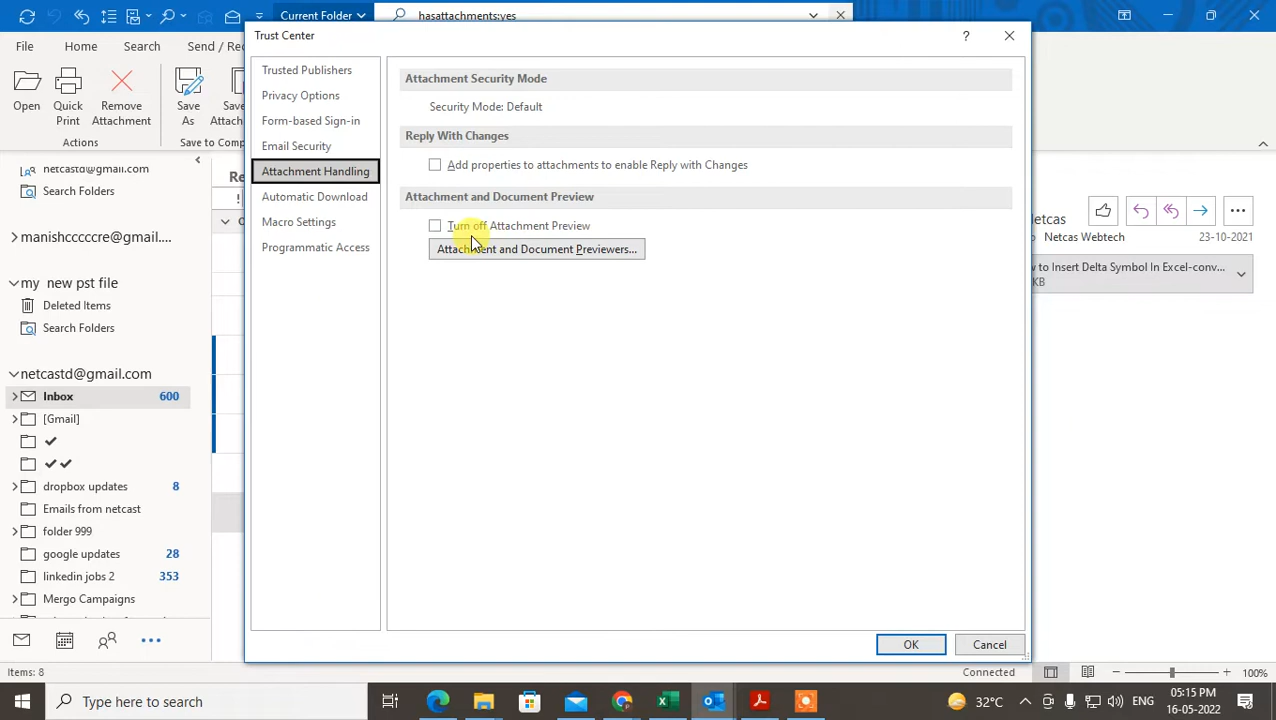 Current Folder
hasattachments:yes
Trust Center
File
Home
Search
Send / Rec
Open
Quick Print
Remove Attachment
Save As
Save
Attach
Actions
Save to Comp
netcastd@gmail.com
Search Folders
manishcccccre@gmail....
my new pst file
Deleted Items
Search Folders
netcastd@gmail.com
Inbox 600
[Gmail]
dropbox updates 8
Emails from netcast
folder 999
google updates 28
linkedin jobs 2 353
Mergo Campaigns
Items: 8
Re
!
Trusted Publishers
Privacy Options
Form-based Sign-in
Email Security
Attachment Handling
Automatic Download
Macro Settings
Programmatic Access
Attachment Security Mode
Security Mode: Default
Reply With Changes
Add properties to attachments to enable Reply with Changes
Attachment and Document Preview
Turn off Attachment Preview
Attachment and Document Previewers...
OK
Cancel
Netcas
Netcas Webtech
23-10-2021
w to Insert Delta Symbol In Excel-conv...
KB
Connected
100%
Type here to search
32°C
ENG
05:15 PM
16-05-2022